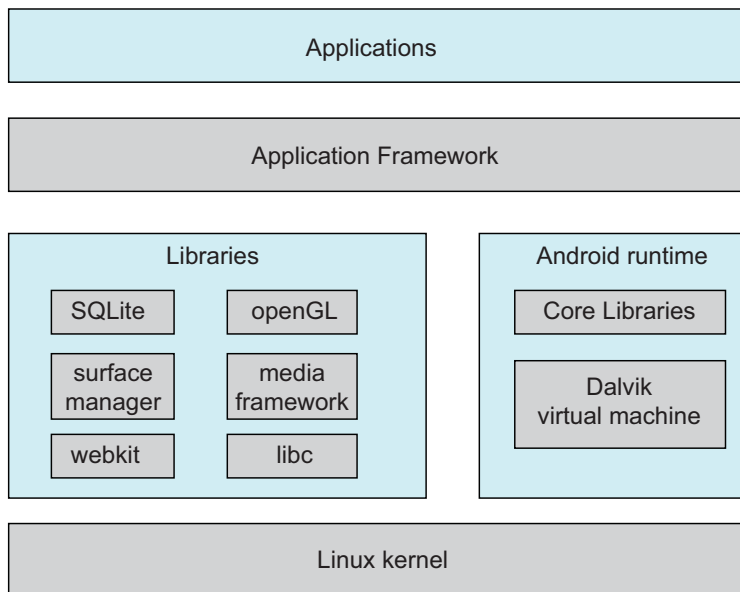 Applications
Application Framework
Libraries
SQLite
openGL
surface
manager
media
framework
webkit
libc
Android runtime
Core Libraries
Dalvik
virtual machine
Linux kernel